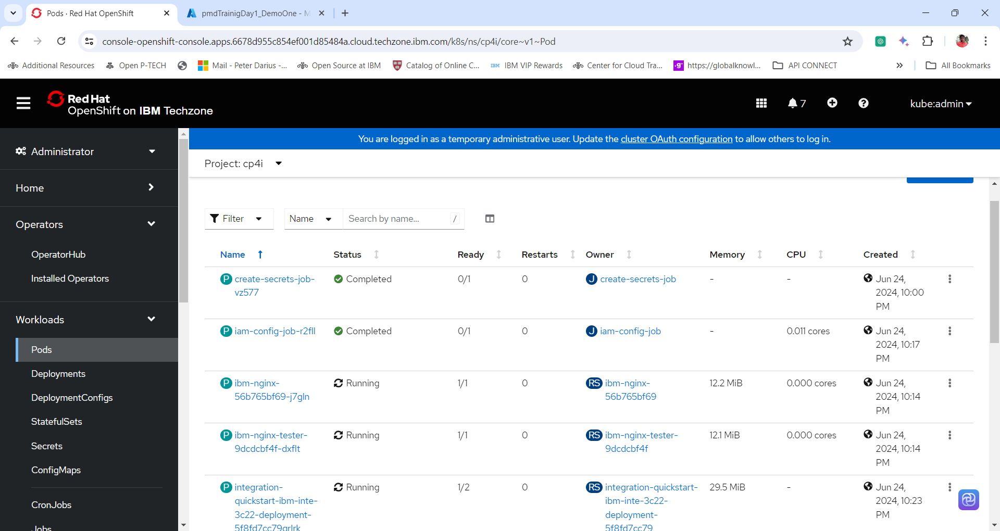 Pods · Red Hat OpenShift
pmdTrainigDay1_DemoOne - M
console-openshift-console.apps.6678d955c854ef001d85484a.cloud.techzone.ibm.com/k8s/ns/cp4i/core~v1~Pod
Additional Resources
Open P-TECH
Mail - Peter Darius -...
Open Source at IBM
Catalog of Online C...
IBM VIP Rewards
Center for Cloud Tra...
https://globalknowl...
API CONNECT
All Bookmarks
Red Hat
OpenShift on IBM Techzone
7
kube:admin
You are logged in as a temporary administrative user. Update the cluster OAuth configuration to allow others to log in.
Administrator
Home
Operators
OperatorHub
Installed Operators
Workloads
Pods
Deployments
DeploymentConfigs
StatefulSets
Secrets
ConfigMaps
CronJobs
Jobs
Project: cp4i
Filter
Name
Search by name...
/
Name Status Ready Restarts Owner Memory CPU Created
P create-secrets-job- Completed 0/1 0 J create-secrets-job - - Jun 24,
vz577 2024, 10:00
PM
P iam-config-job-r2fll Completed 0/1 0 J iam-config-job - 0.011 cores Jun 24,
2024, 10:17
PM
P ibm-nginx- Running 1/1 0 RS ibm-nginx- 12.2 MiB 0.000 cores Jun 24,
56b765bf69-j7gln 56b765bf69 2024, 10:14
PM
P ibm-nginx-tester- Running 1/1 0 RS ibm-nginx-tester- 12.1 MiB 0.000 cores Jun 24,
9dcdcbf4f-dxflt 9dcdcbf4f 2024, 10:14
PM
P integration- Running 1/2 0 RS integration-quickstart- 29.5 MiB - Jun 24,
quickstart-ibm-inte- ibm-inte-3c22- 2024, 10:23
3c22-deployment- deployment- PM
5f8fd7cc79qrlrk 5f8fd7cc79